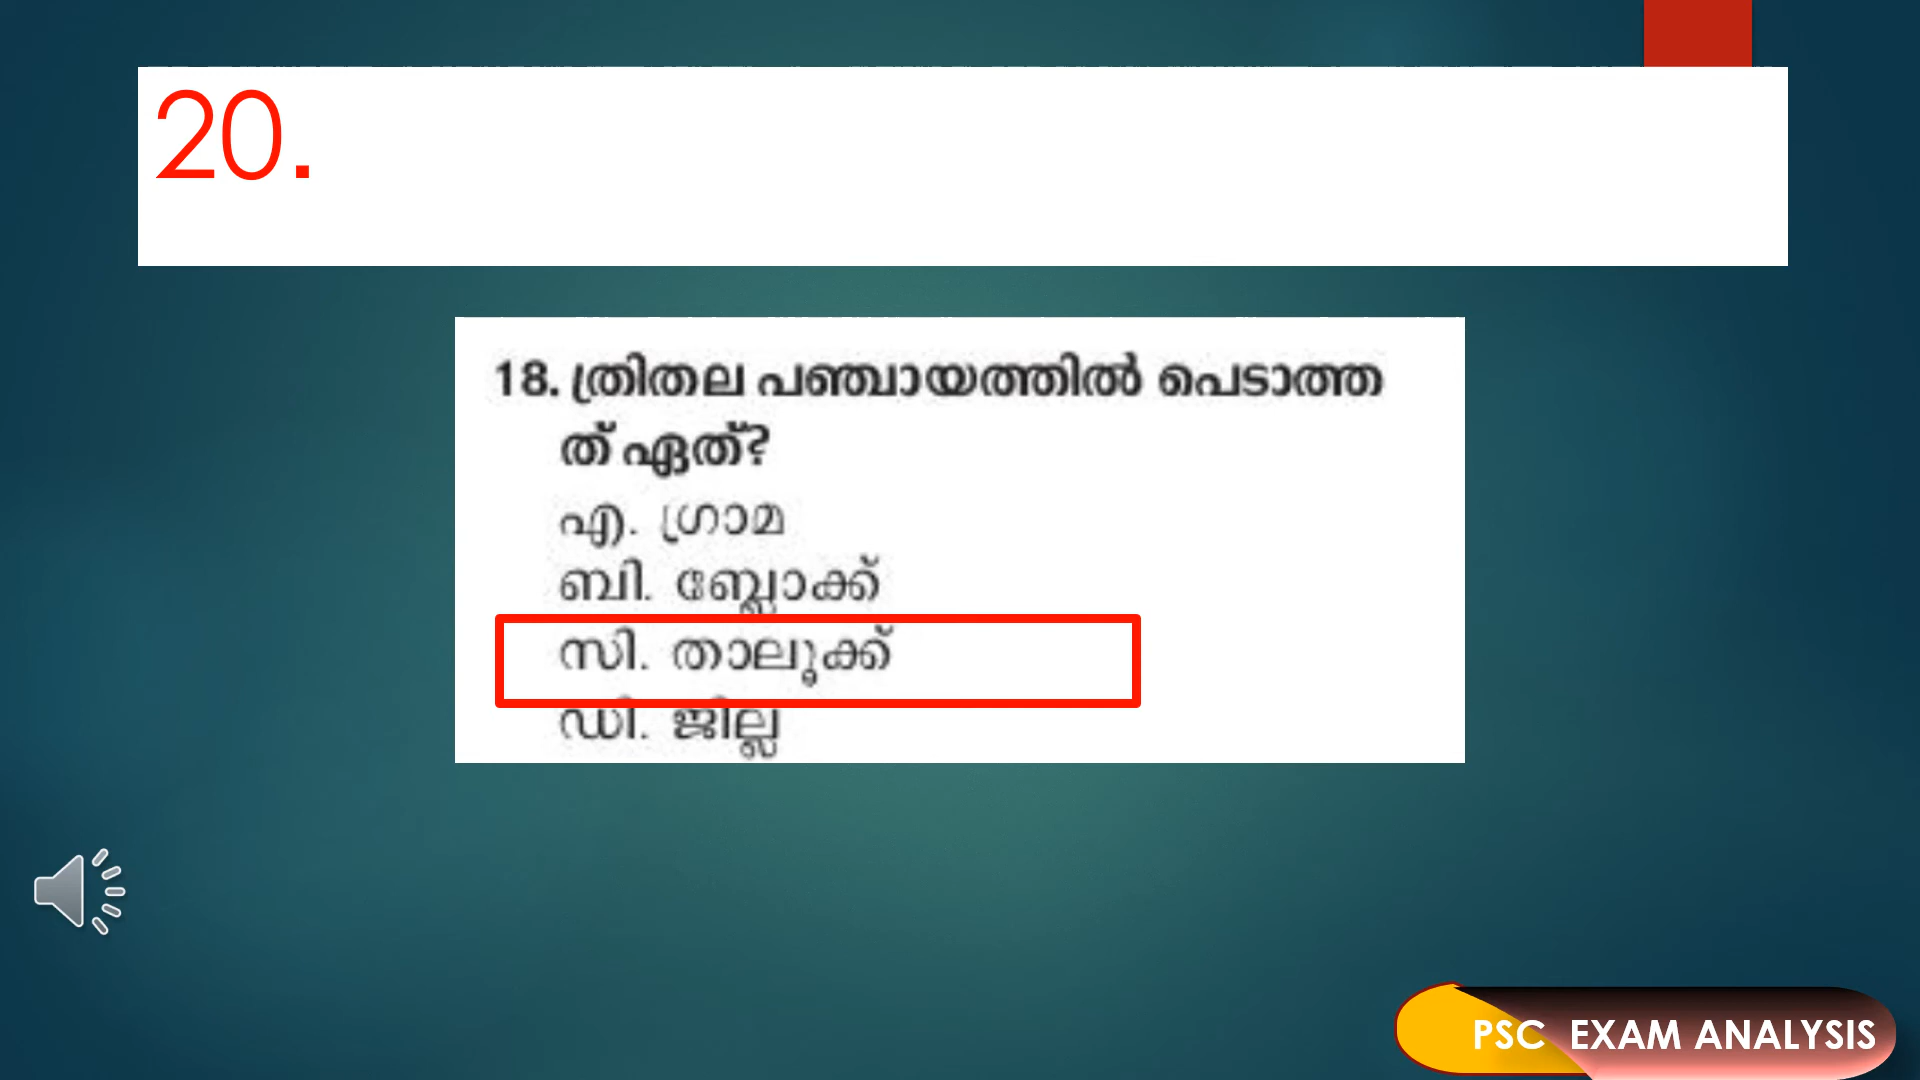 20.
18. ത്രിതല പഞ്ചായത്തിൽ പെടാത്ത
ത് ഏത്?
എ. ഗ്രാമ
ബി. ബ്ലോക്ക്
സി. താലൂക്ക്
ഡി. ജില്ല
PSC EXAM ANALYSIS